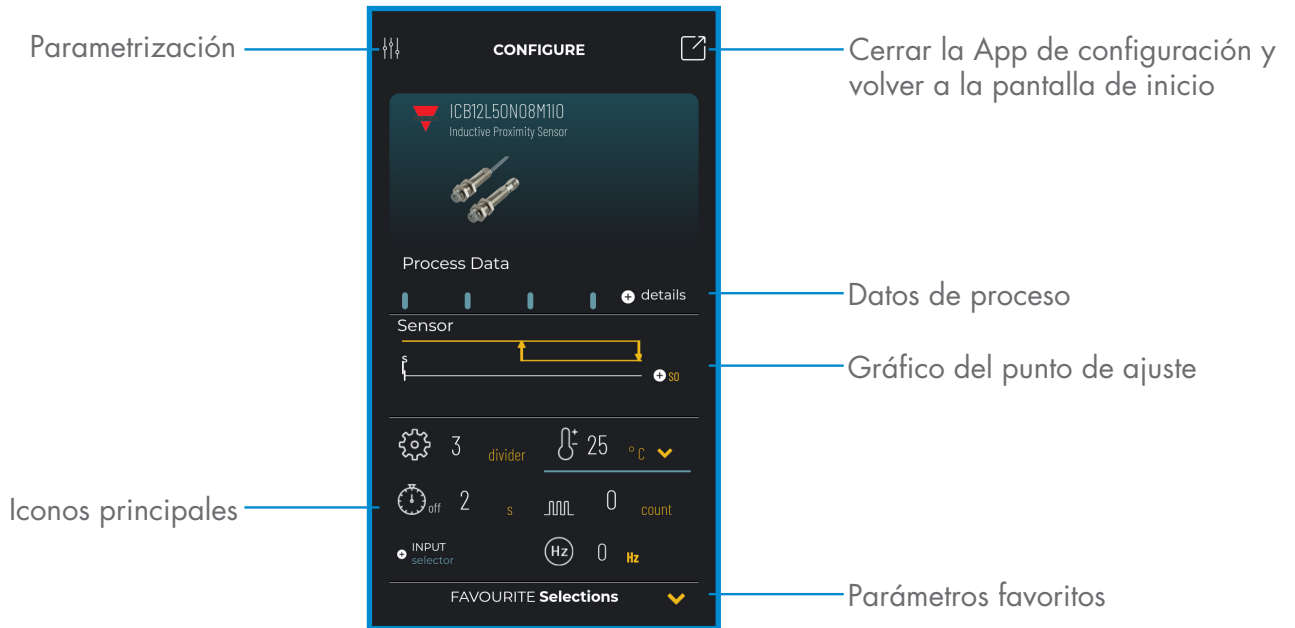 Parametrización
CONFIGURE
Cerrar la App de configuración y
volver a la pantalla de inicio
ICB12L50N08M1IO
Inductive Proximity Sensor
Process Data
details
Datos de proceso
Sensor
s
so
Gráfico del punto de ajuste
3 divider
25 °C
off 2 s
0 count
Iconos principales
INPUT
selector
Hz 0 Hz
FAVOURITE Selections
Parámetros favoritos